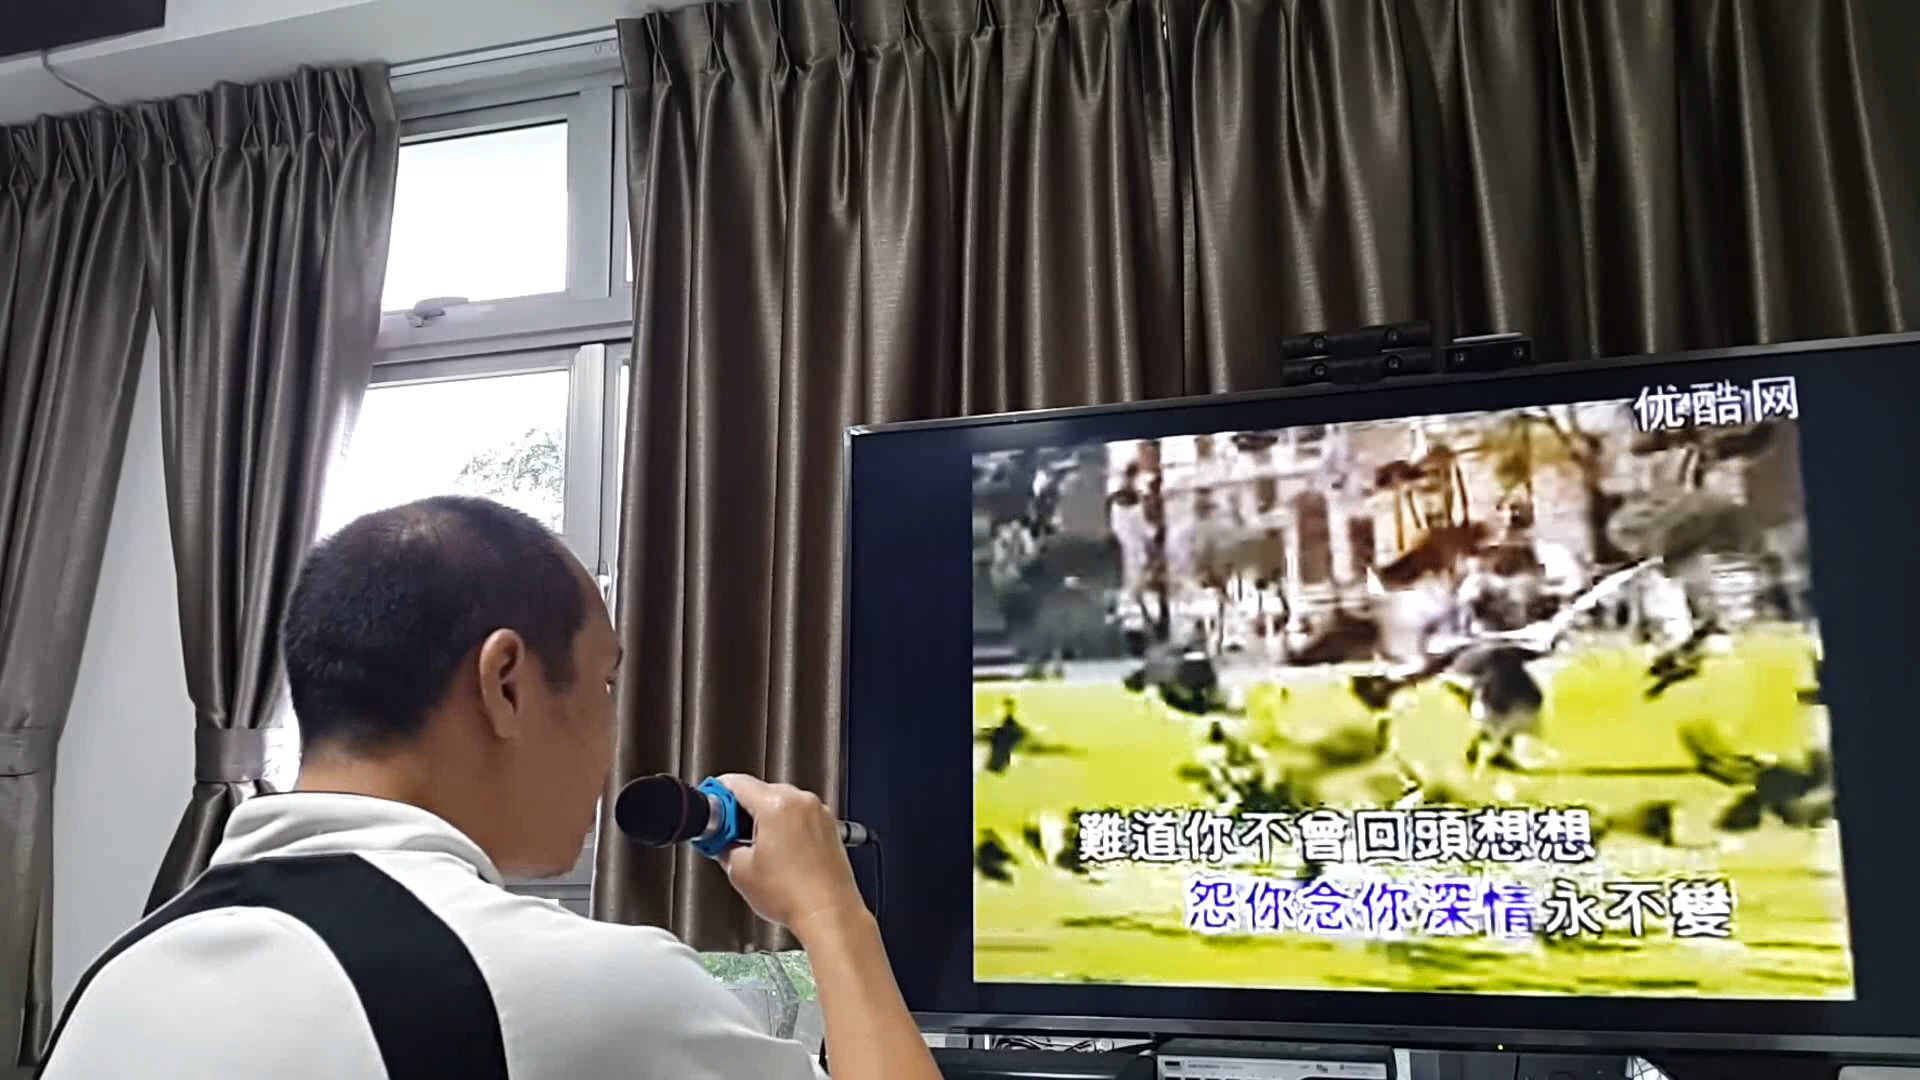 优酷网
難道你不曾回頭想想
怨你念你深情永不變